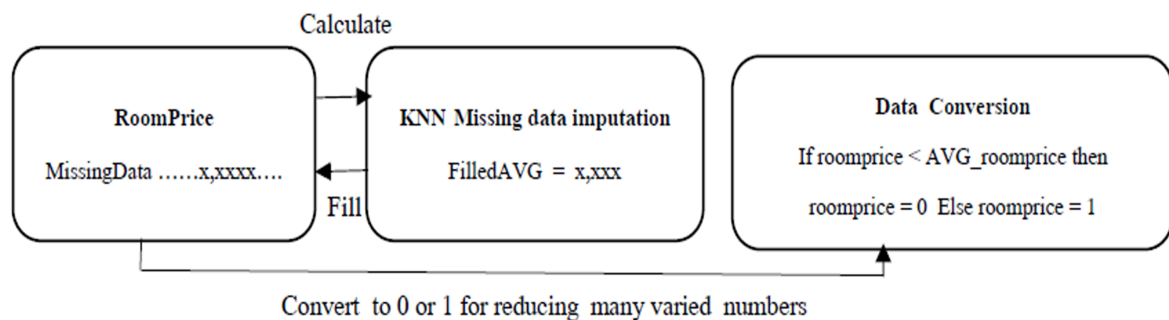 Calculate
RoomPrice
MissingData ......x,xxxx....
KNN Missing data imputation
FilledAVG = x,xxx
Fill
Data Conversion
If roomprice < AVG_roomprice then
roomprice = 0 Else roomprice = 1
Convert to 0 or 1 for reducing many varied numbers